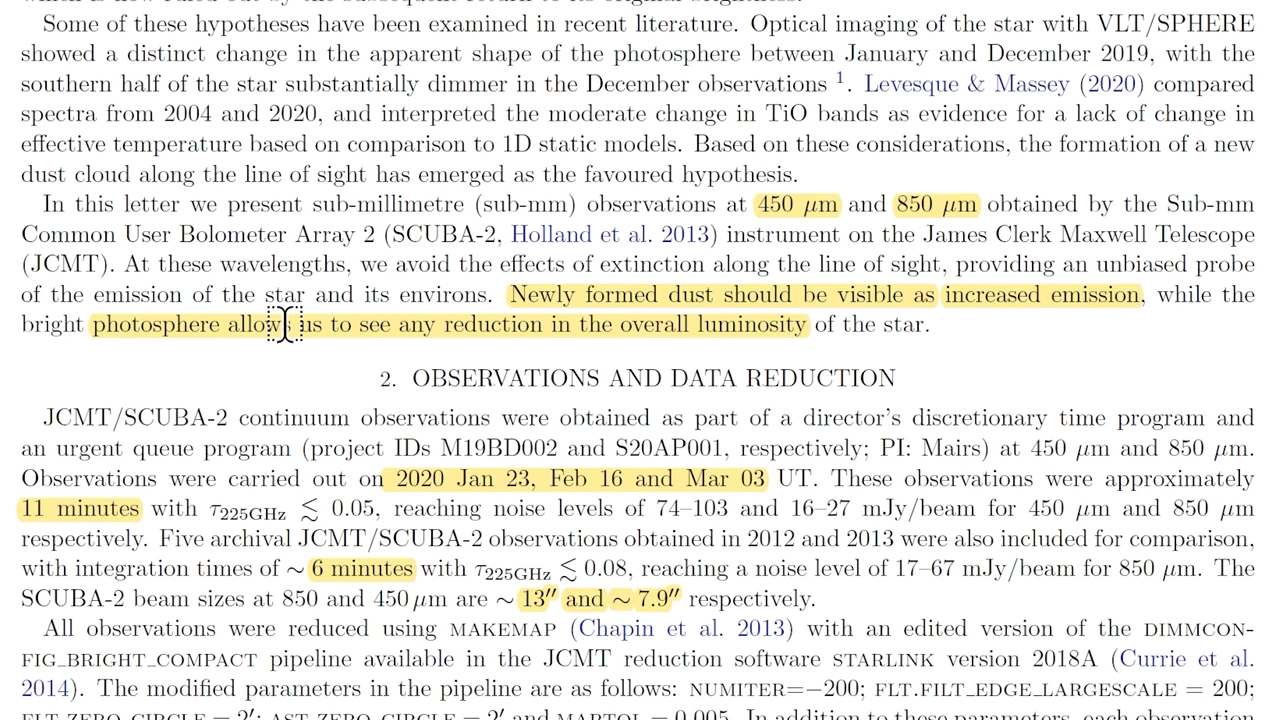 Some of these hypotheses have been examined in recent literature. Optical imaging of the star with VLT/SPHERE
showed a distinct change in the apparent shape of the photosphere between January and December 2019, with the
southern half of the star substantially dimmer in the December observations 1. Levesque & Massey (2020) compared
spectra from 2004 and 2020, and interpreted the moderate change in TiO bands as evidence for a lack of change in
effective temperature based on comparison to 1D static models. Based on these considerations, the formation of a new
dust cloud along the line of sight has emerged as the favoured hypothesis.
In this letter we present sub-millimetre (sub-mm) observations at 450 μm and 850 μm obtained by the Sub-mm
Common User Bolometer Array 2 (SCUBA-2, Holland et al. 2013) instrument on the James Clerk Maxwell Telescope
(JCMT). At these wavelengths, we avoid the effects of extinction along the line of sight, providing an unbiased probe
of the emission of the star and its environs. Newly formed dust should be visible as increased emission, while the
bright photosphere allows us to see any reduction in the overall luminosity of the star.
2. OBSERVATIONS AND DATA REDUCTION
JCMT/SCUBA-2 continuum observations were obtained as part of a director's discretionary time program and
an urgent queue program (project IDs M19BD002 and S20AP001, respectively; PI: Mairs) at 450 μm and 850 μm.
Observations were carried out on 2020 Jan 23, Feb 16 and Mar 03 UT. These observations were approximately
11 minutes with τ225GHz ≲ 0.05, reaching noise levels of 74–103 and 16–27 mJy/beam for 450 μm and 850 μm
respectively. Five archival JCMT/SCUBA-2 observations obtained in 2012 and 2013 were also included for comparison,
with integration times of ∼ 6 minutes with τ225GHz ≲ 0.08, reaching a noise level of 17–67 mJy/beam for 850 μm. The
SCUBA-2 beam sizes at 850 and 450 μm are ∼ 13″ and ∼ 7.9″ respectively.
All observations were reduced using MAKEMAP (Chapin et al. 2013) with an edited version of the DIMMCON-
FIG_BRIGHT_COMPACT pipeline available in the JCMT reduction software STARLINK version 2018A (Currie et al.
2014). The modified parameters in the pipeline are as follows: NUMITER=−200; FLT.FILT_EDGE_LARGESCALE = 200;
FLT.ZERO_CIRCLE = 2′; AST.ZERO_CIRCLE = 2′ and MAPTOL = 0.005. In addition to these parameters, each observation